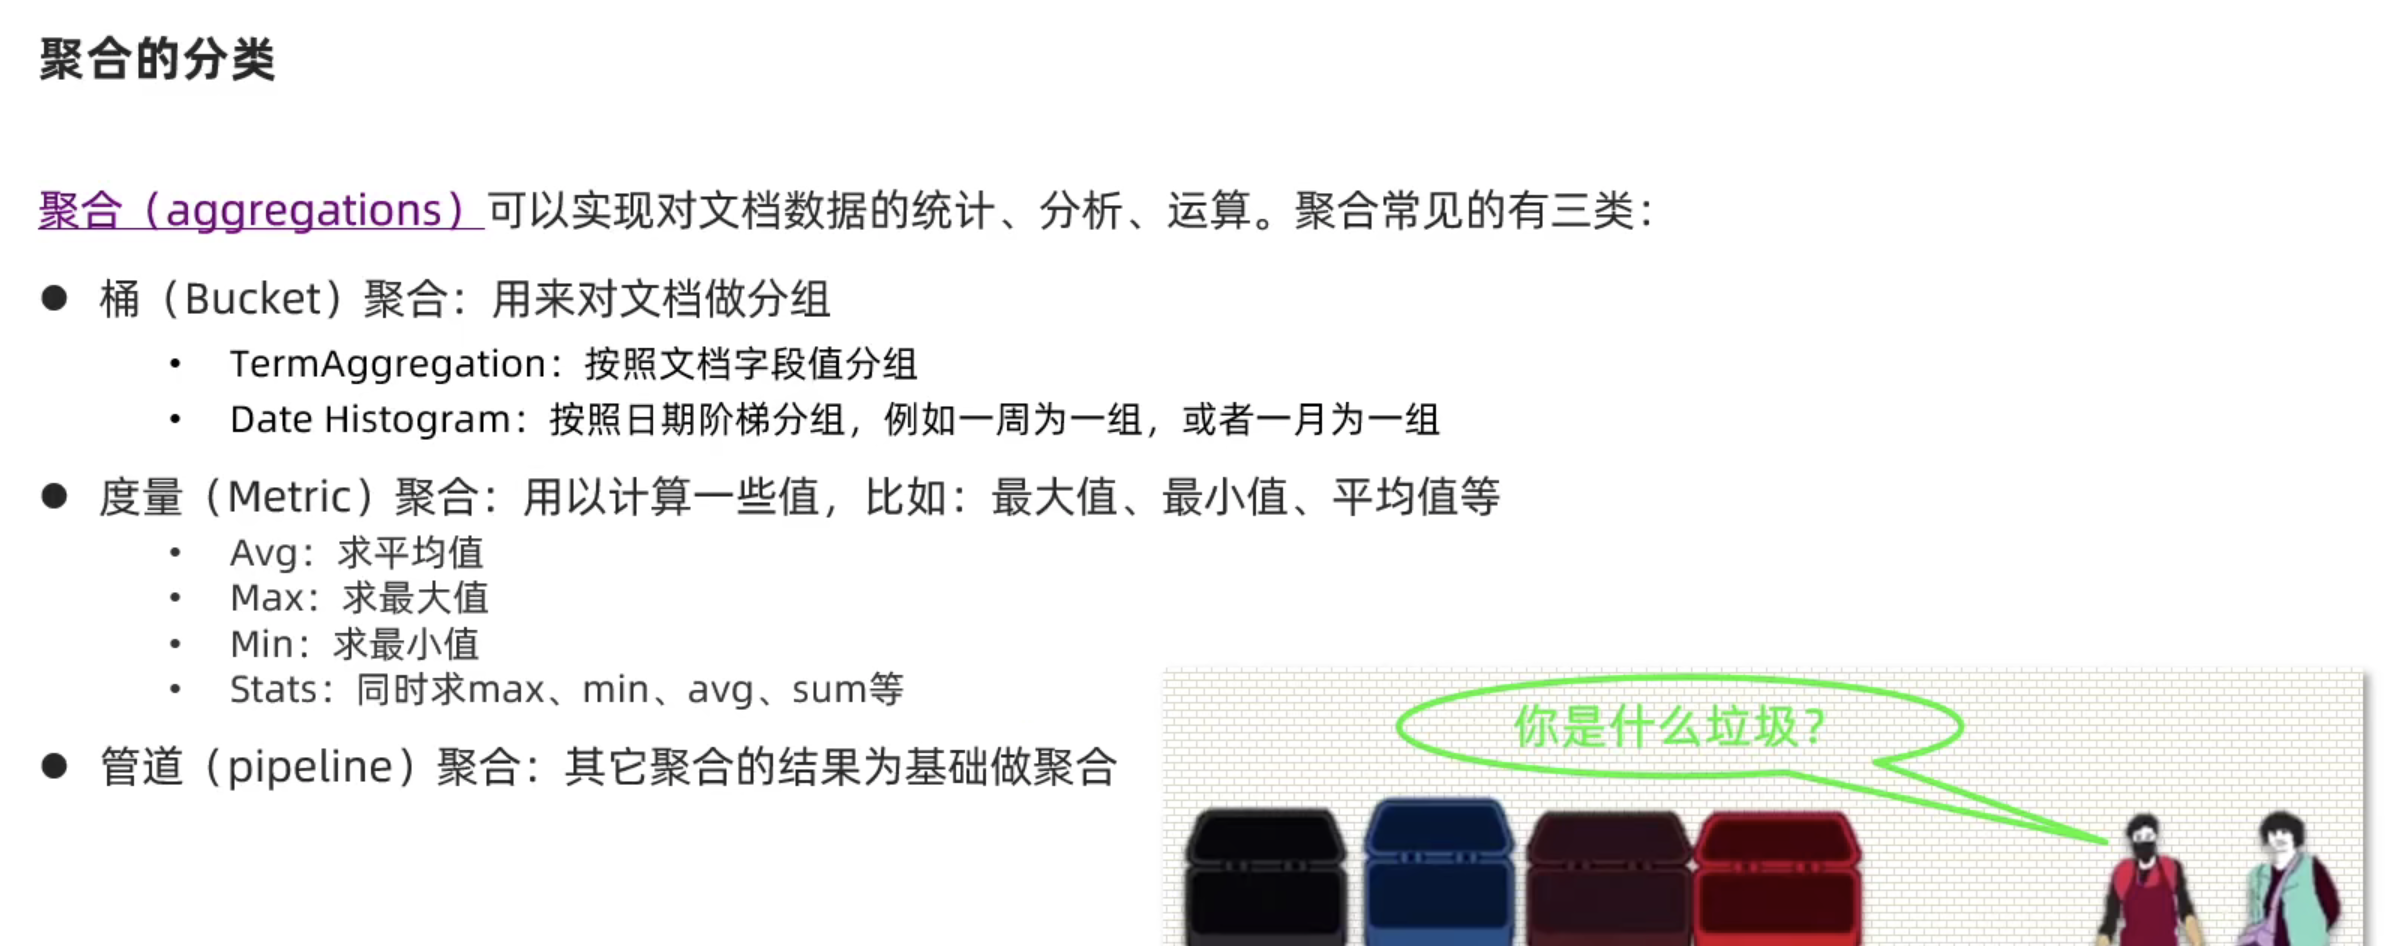 聚合的分类
聚合（aggregations）可以实现对文档数据的统计、分析、运算。聚合常见的有三类：
● 桶（Bucket）聚合：用来对文档做分组
• TermAggregation：按照文档字段值分组
• Date Histogram：按照日期阶梯分组，例如一周为一组，或者一月为一组
● 度量（Metric）聚合：用以计算一些值，比如：最大值、最小值、平均值等
• Avg：求平均值
• Max：求最大值
• Min：求最小值
• Stats：同时求max、min、avg、sum等
● 管道（pipeline）聚合：其它聚合的结果为基础做聚合
你是什么垃圾？